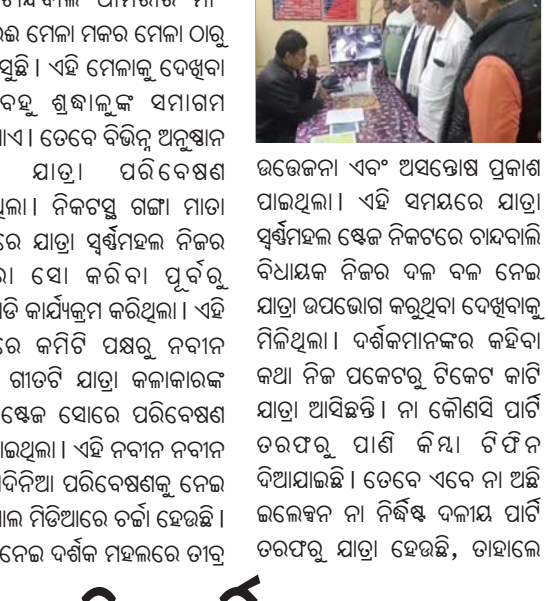 ମେଳା ମକର ମେଳା ଠାରୁ
ଏହି ମେଳାକୁ ଦେଖିବା
ବହୁ ଶ୍ରଦ୍ଧାଳୁଙ୍କ ସମାଗମ
ତେବେ ବିଭିନ୍ନ ଅନୁଷ୍ଠାନ
ଯାତ୍ରା ପରିବେଷଣ
ନିକଟସ୍ଥ ଗଙ୍ଗା ମାତା
ଯାତ୍ରା ସ୍ୱର୍ଣ୍ଣମହଲ ନିଜର
ସୋ କରିବା ପୂର୍ବରୁ
କାର୍ଯ୍ୟକ୍ରମ କରିଥିଲା। ଏହି
କମିଟି ପକ୍ଷରୁ ନବୀନ
ଗୀତଟି ଯାତ୍ରା କଳାକାରଙ୍କ
ଷ୍ଟେଜ ସୋରେ ପରିବେଷଣ
ଏହି ନବୀନ ନବୀନ
ପରିବେଷଣକୁ ନେଇ
ମିଡିଆରେ ଚର୍ଚ୍ଚା ହେଉଛି।
ନେଇ ଦର୍ଶକ ମହଲରେ ତୀବ୍ର
ଉତ୍ତେଜନା ଏବଂ ଅସନ୍ତୋଷ ପ୍ରକାଶ
ପାଇଥିଲା। ଏହି ସମୟରେ ଯାତ୍ରା
ସ୍ୱର୍ଣ୍ଣମହଲ ଷ୍ଟେଜ ନିକଟରେ ଚାନ୍ଦବାଲି
ବିଧାୟକ ନିଜର ଦଳ ବଳ ନେଇ
ଯାତ୍ରା ଉପଭୋଗ କରୁଥିବା ଦେଖିବାକୁ
ମିଳିଥିଲା। ଦର୍ଶକମାନଙ୍କର କହିବା
କଥା ନିଜ ପକେଟରୁ ଟିକେଟ କାଟି
ଯାତ୍ରା ଆସିଛନ୍ତି। ନା କୌଣସି ପାର୍ଟି
ତରଫରୁ ପାଣି କିମ୍ବା ଟିଫିନ
ଦିଆଯାଇଛି। ତେବେ ଏବେ ନା ଅଛି
ଇଲେକ୍ସନ ନା ନିର୍ଦ୍ଧିଷ୍ଟ ଦଳୀୟ ପାର୍ଟି
ତରଫରୁ ଯାତ୍ରା ହେଉଛି, ତାହାଲେ